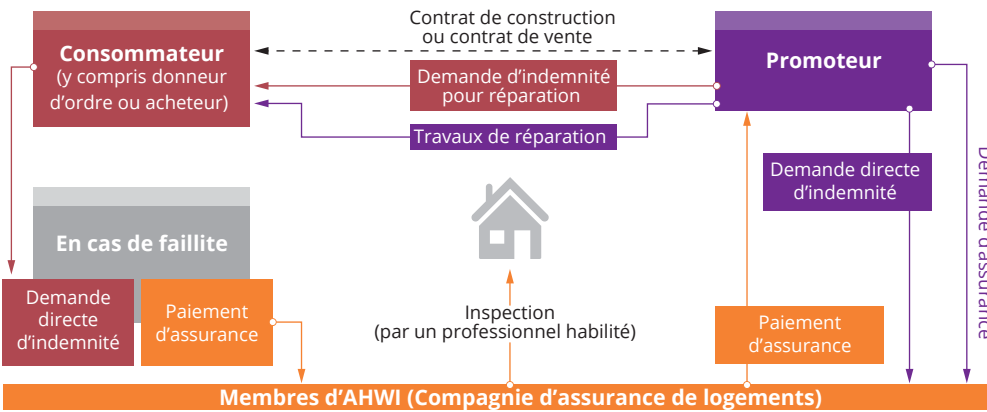 Contrat de construction
ou contrat de vente
Consommateur
(y compris donneur
d'ordre ou acheteur)
Promoteur
Demande d'indemnité
pour réparation
Travaux de réparation
Demande directe
d'indemnité
Demande d'assurance
En cas de faillite
Demande
directe
d'indemnité
Paiement
d'assurance
Inspection
(par un professionnel habilité)
Paiement
d'assurance
Membres d'AHWI (Compagnie d'assurance de logements)